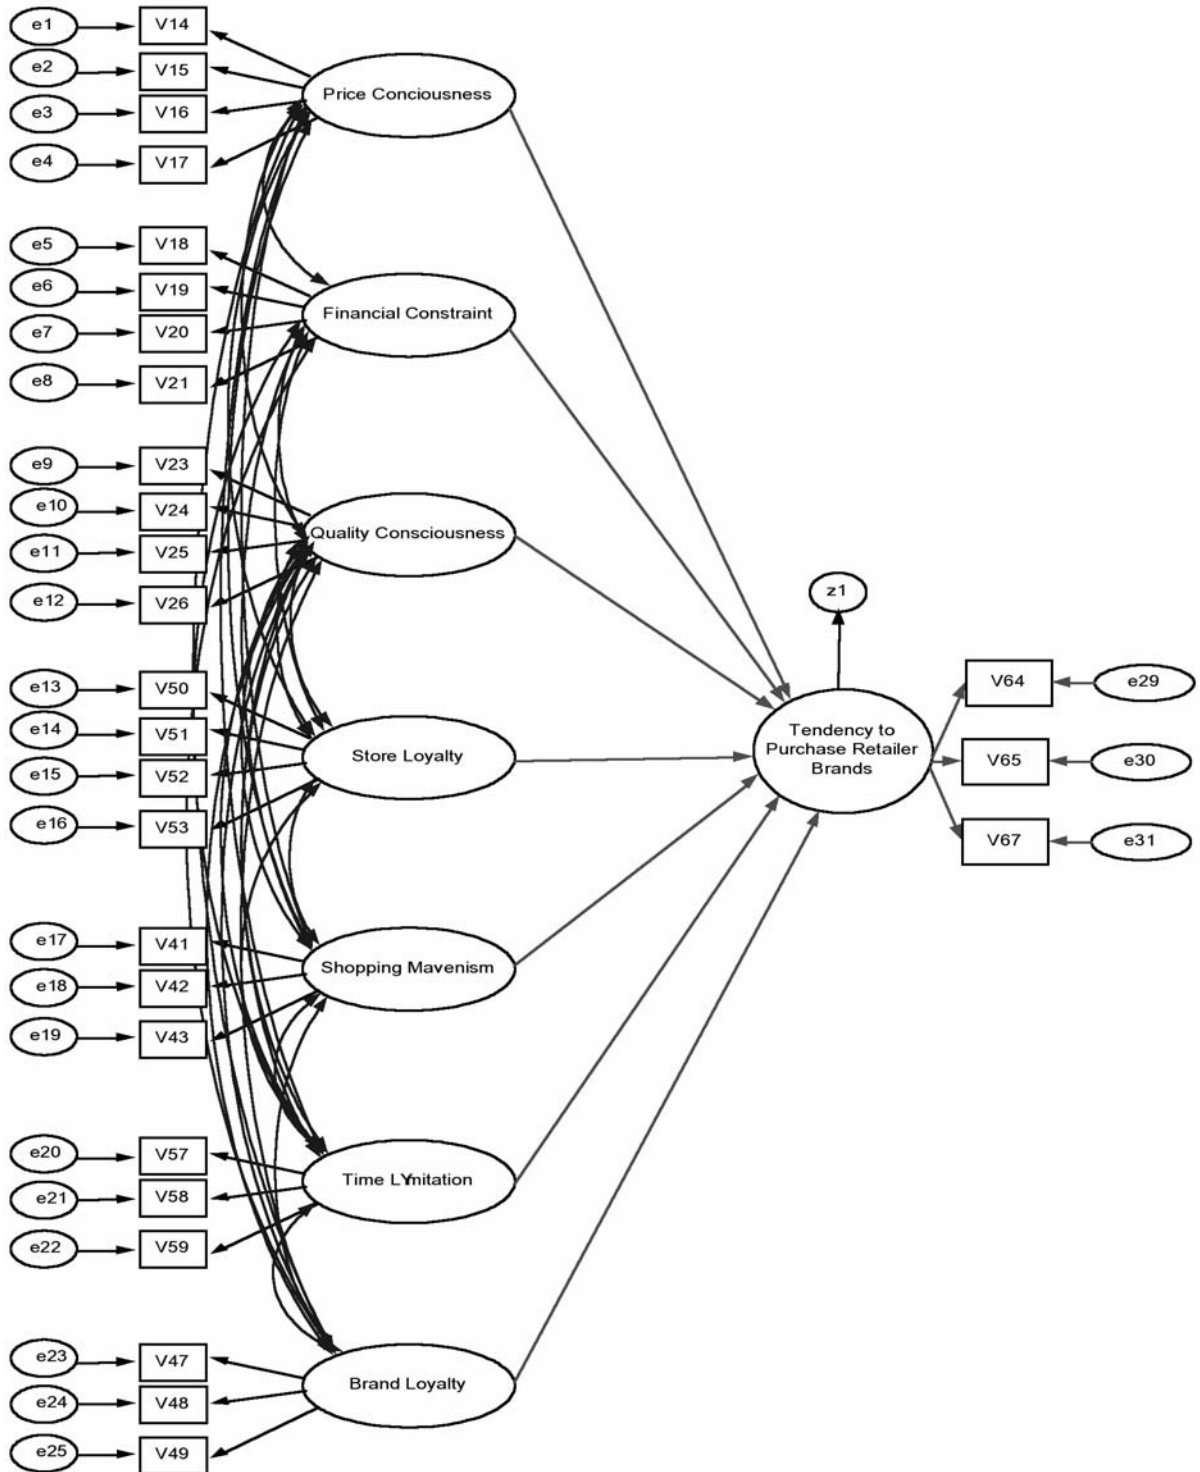 e1 V14
e2 V15
e3 V16
e4 V17
Price Conciousness
e5 V18
e6 V19
e7 V20
e8 V21
Financial Constraint
e9 V23
e10 V24
e11 V25
e12 V26
Quality Consciousness
e13 V50
e14 V51
e15 V52
e16 V53
Store Loyalty
e17 V41
e18 V42
e19 V43
Shopping Mavenism
e20 V57
e21 V58
e22 V59
Time LYmitation
e23 V47
e24 V48
e25 V49
Brand Loyalty
z1
Tendency to
Purchase Retailer
Brands
V64 e29
V65 e30
V67 e31